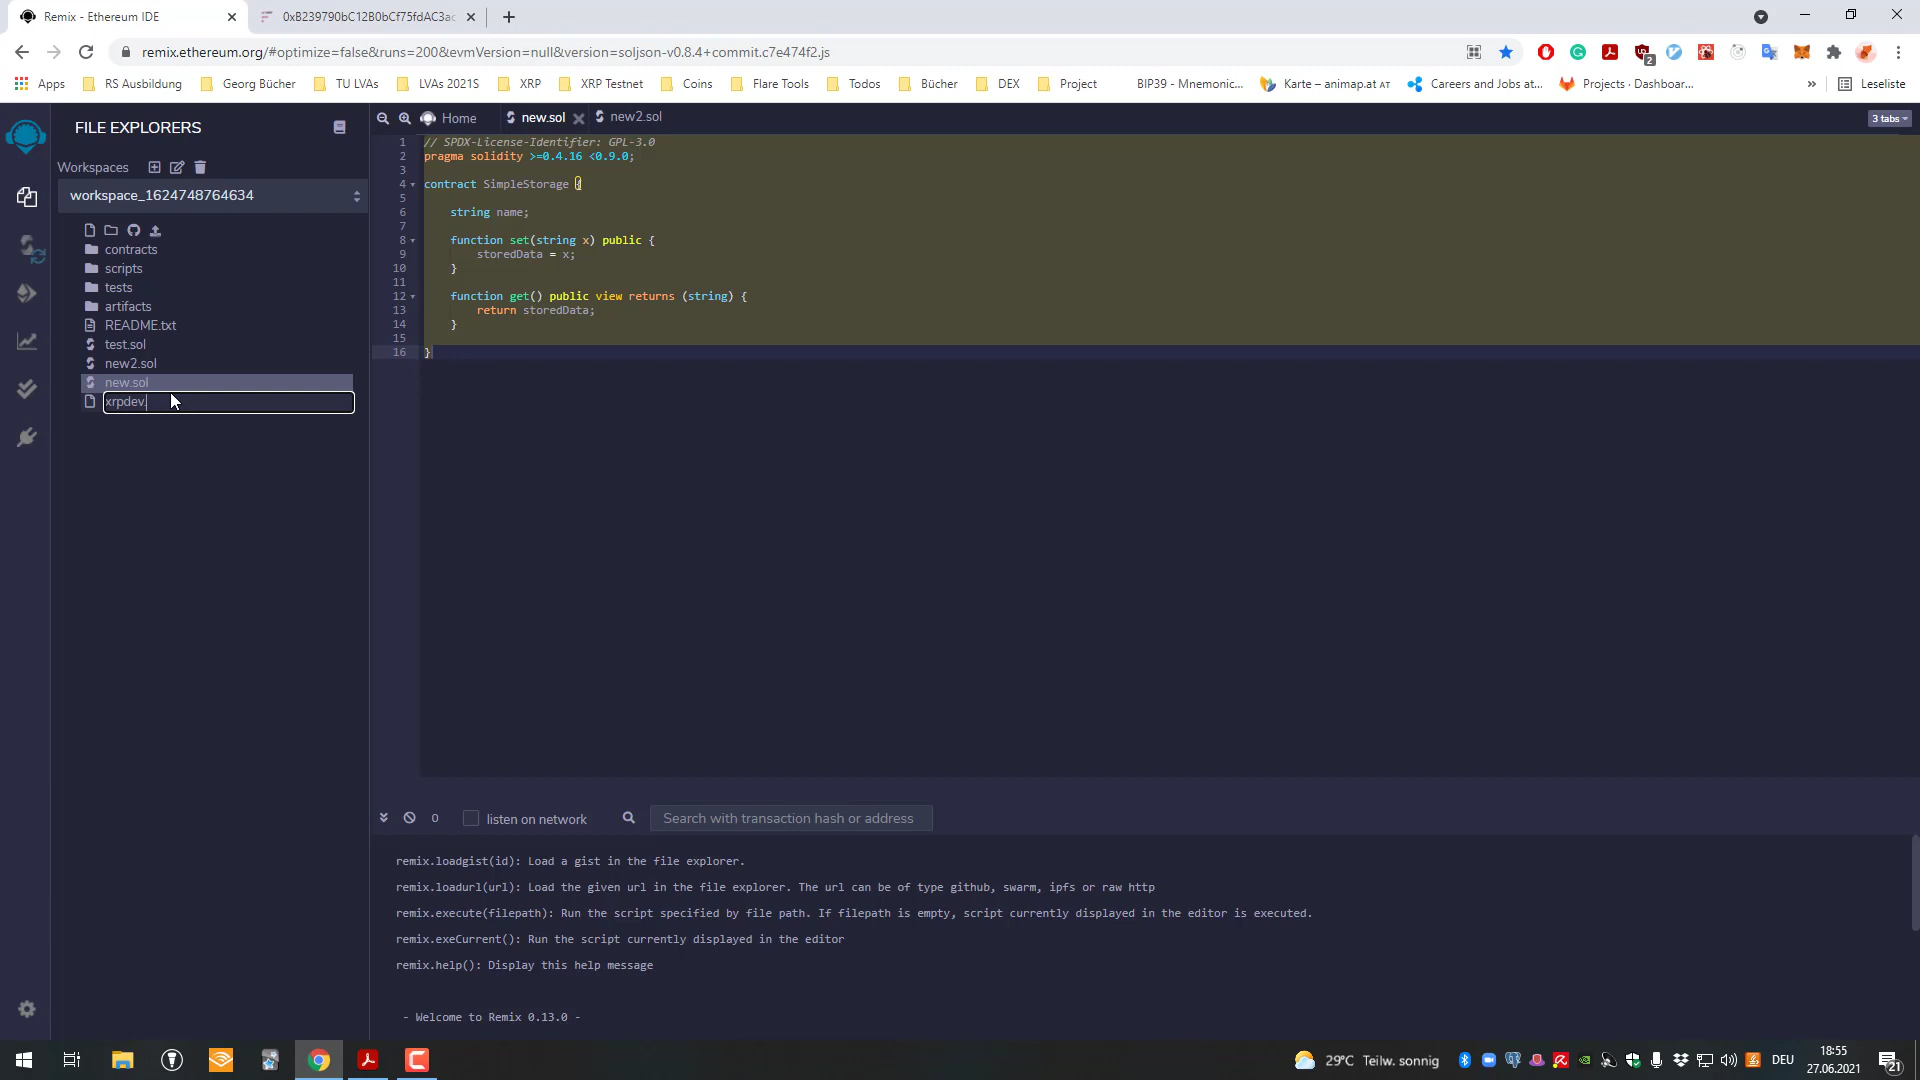 Remix - Ethereum IDE
0xB239790bC12B0bCf75fdAC3ac
remix.ethereum.org/#optimize=false&runs=200&evmVersion=null&version=soljson-v0.8.4+commit.c7e474f2.js
2
Apps
RS Ausbildung
Georg Bücher
TU LVAs
LVAs 2021S
XRP
XRP Testnet
Coins
Flare Tools
Todos
Bücher
DEX
Project
BIP39 - Mnemonic...
Karte – animap.at AT
Careers and Jobs at...
Projects · Dashboar...
»
Leseliste
FILE EXPLORERS
Home
new.sol
new2.sol
3 tabs
Workspaces
workspace_1624748764634
contracts
scripts
tests
artifacts
README.txt
test.sol
new2.sol
new.sol
xrpdev.
1 // SPDX-License-Identifier: GPL-3.0
2 pragma solidity >=0.4.16 <0.9.0;
3
4 contract SimpleStorage {
5
6 string name;
7
8 function set(string x) public {
9 storedData = x;
10 }
11
12 function get() public view returns (string) {
13 return storedData;
14 }
15
16 }
0
listen on network
Search with transaction hash or address
remix.loadgist(id): Load a gist in the file explorer.
remix.loadurl(url): Load the given url in the file explorer. The url can be of type github, swarm, ipfs or raw http
remix.execute(filepath): Run the script specified by file path. If filepath is empty, script currently displayed in the editor is executed.
remix.exeCurrent(): Run the script currently displayed in the editor
remix.help(): Display this help message
- Welcome to Remix 0.13.0 -
29°C Teilw. sonnig
DEU
18:55
27.06.2021
21